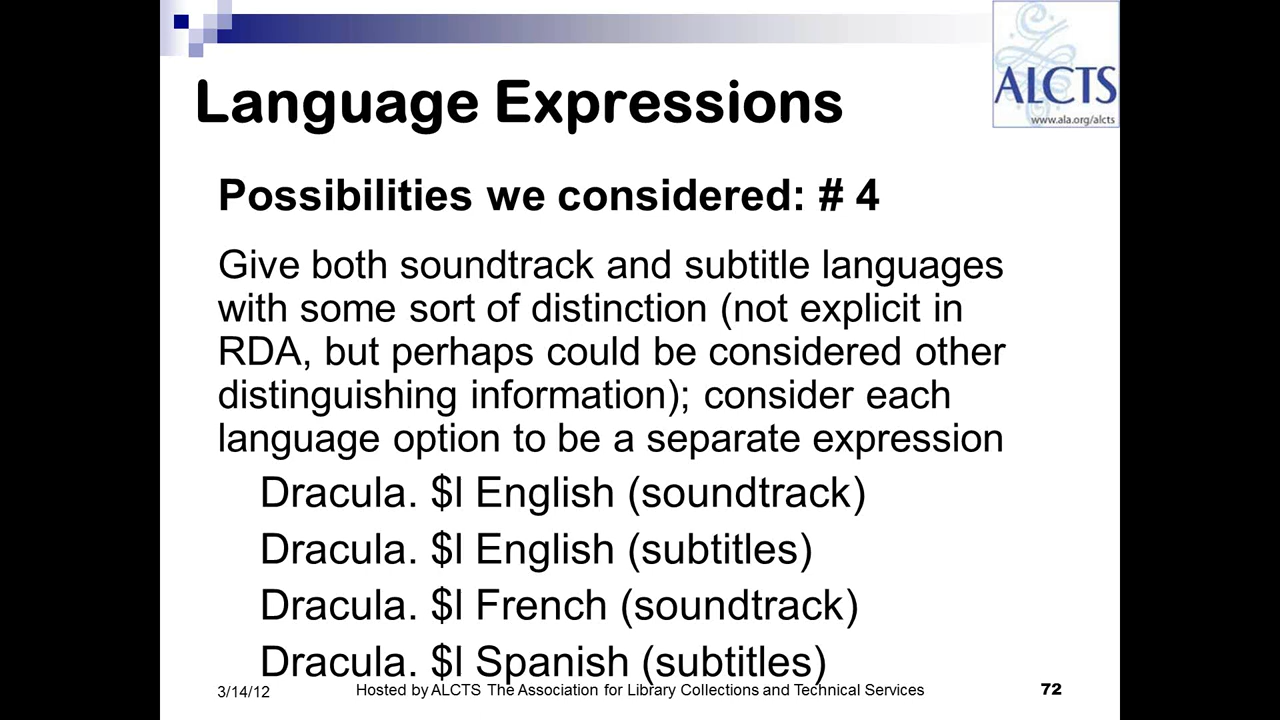 ALCTS
www.ala.org/alcts
Language Expressions
Possibilities we considered: # 4
Give both soundtrack and subtitle languages
with some sort of distinction (not explicit in
RDA, but perhaps could be considered other
distinguishing information); consider each
language option to be a separate expression
Dracula. $l English (soundtrack)
Dracula. $l English (subtitles)
Dracula. $l French (soundtrack)
Dracula. $l Spanish (subtitles)
3/14/12 Hosted by ALCTS The Association for Library Collections and Technical Services 72